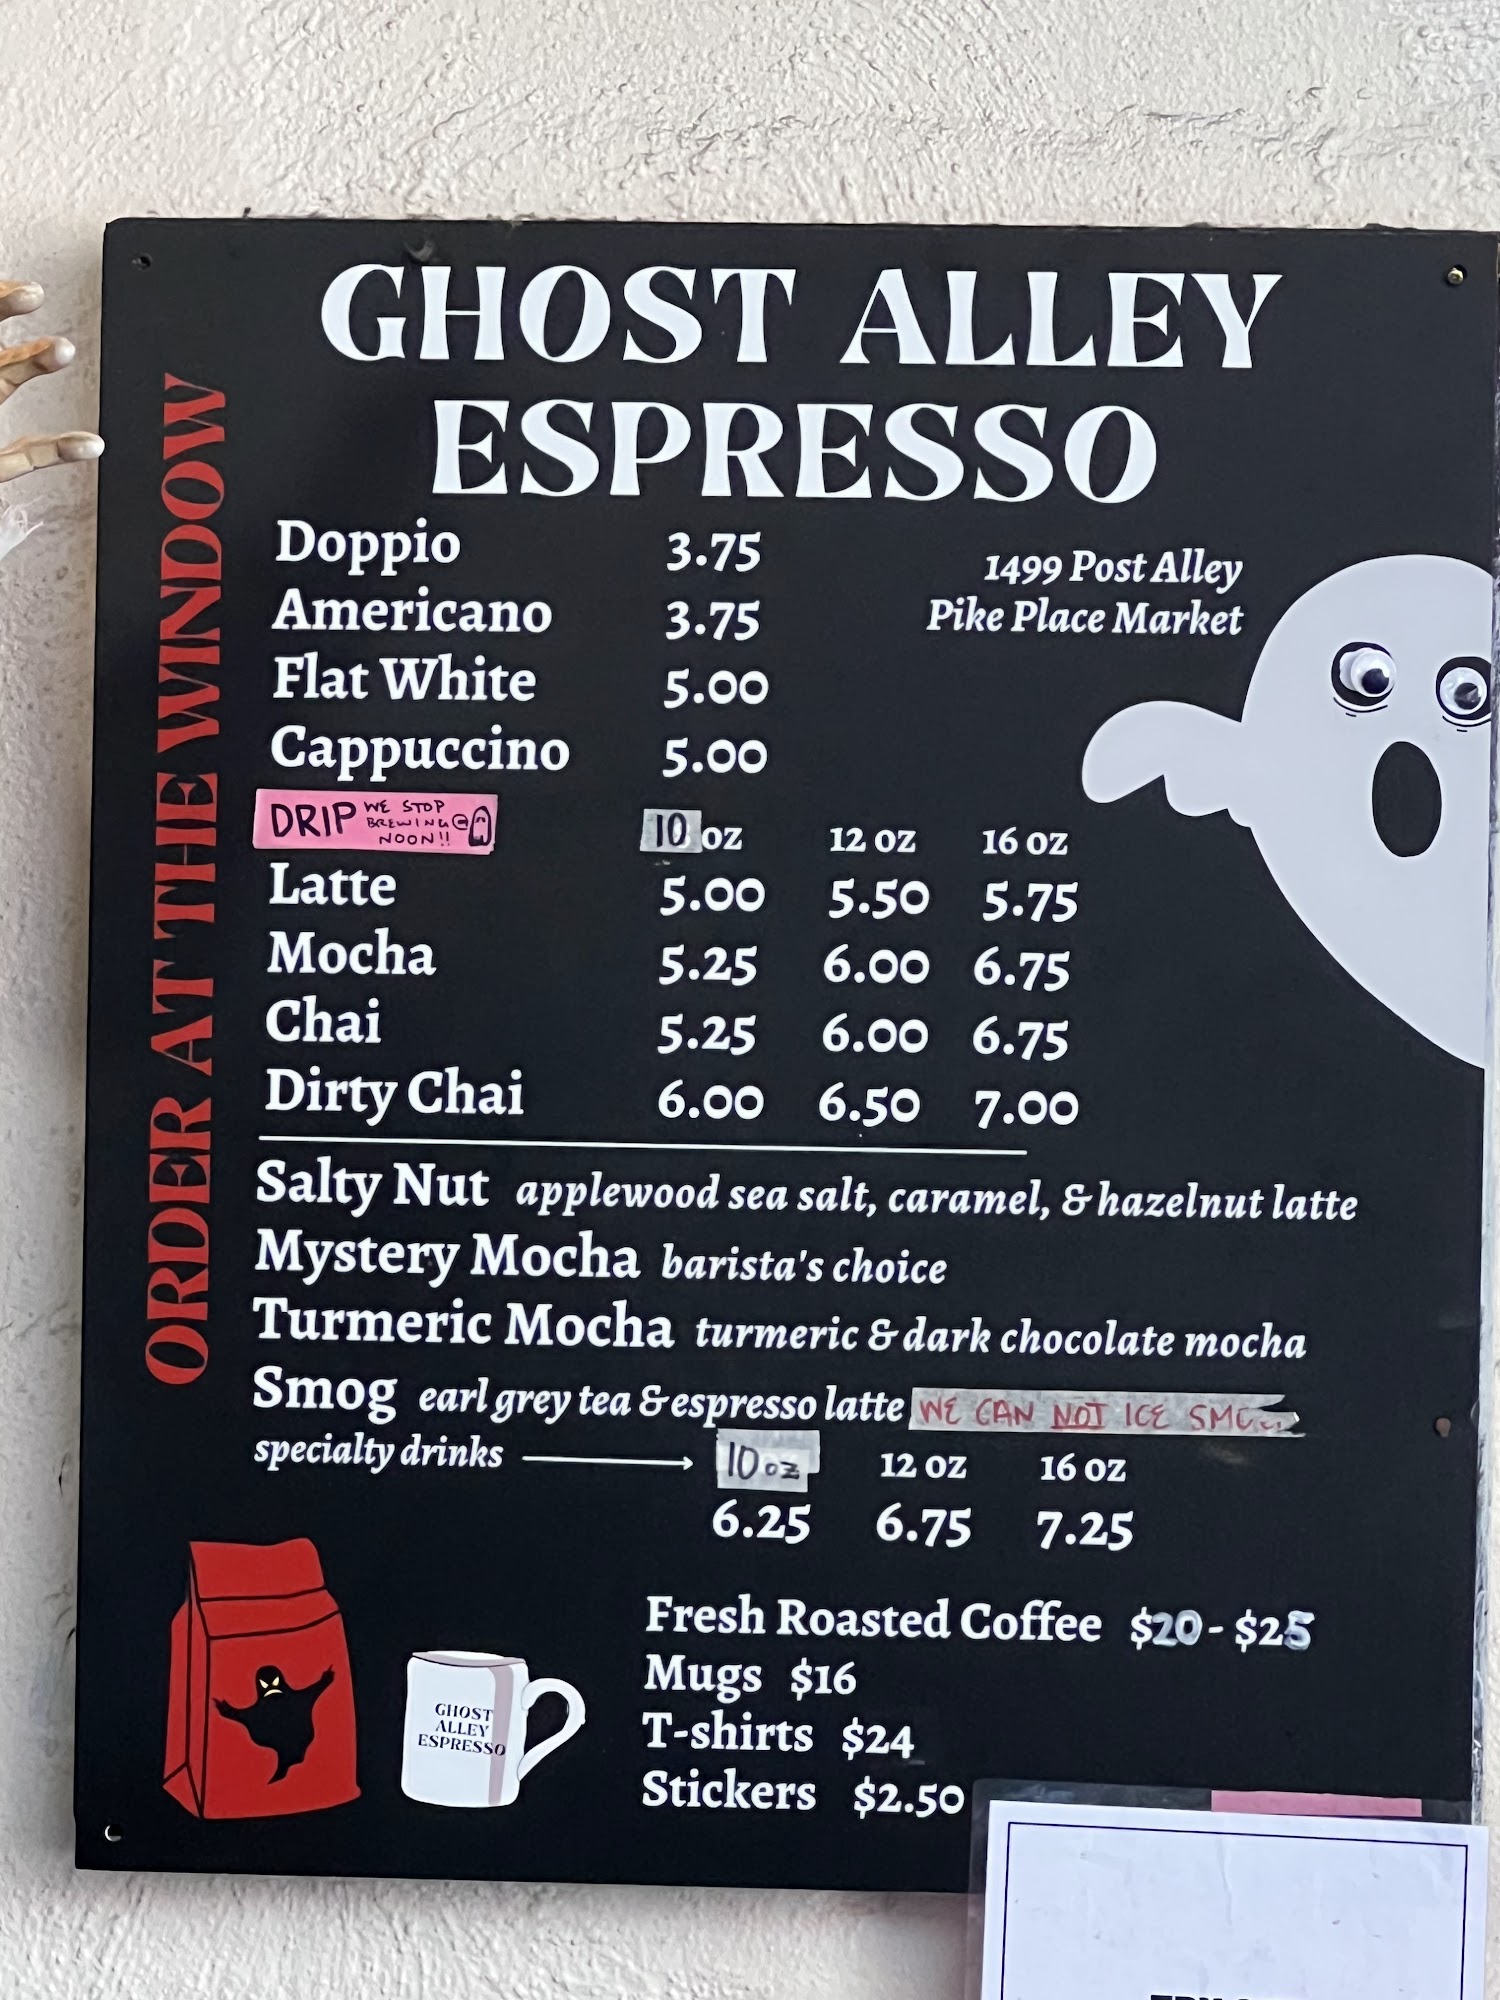 GHOST ALLEY
ESPRESSO
ORDER AT THE WINDOW
1499 Post Alley
Pike Place Market
Doppio 3.75
Americano 3.75
Flat White 5.00
Cappuccino 5.00
DRIP WE STOP BREWING @ NOON!! 10 oz 12 oz 16 oz
Latte 5.00 5.50 5.75
Mocha 5.25 6.00 6.75
Chai 5.25 6.00 6.75
Dirty Chai 6.00 6.50 7.00
Salty Nut applewood sea salt, caramel, & hazelnut latte
Mystery Mocha barista's choice
Turmeric Mocha turmeric & dark chocolate mocha
Smog earl grey tea & espresso latte WE CAN NOT ICE
specialty drinks 10 oz 12 oz 16 oz
6.25 6.75 7.25
Fresh Roasted Coffee $20 - $25
Mugs $16
T-shirts $24
Stickers $2.50
GHOST
ALLEY
ESPRESSO